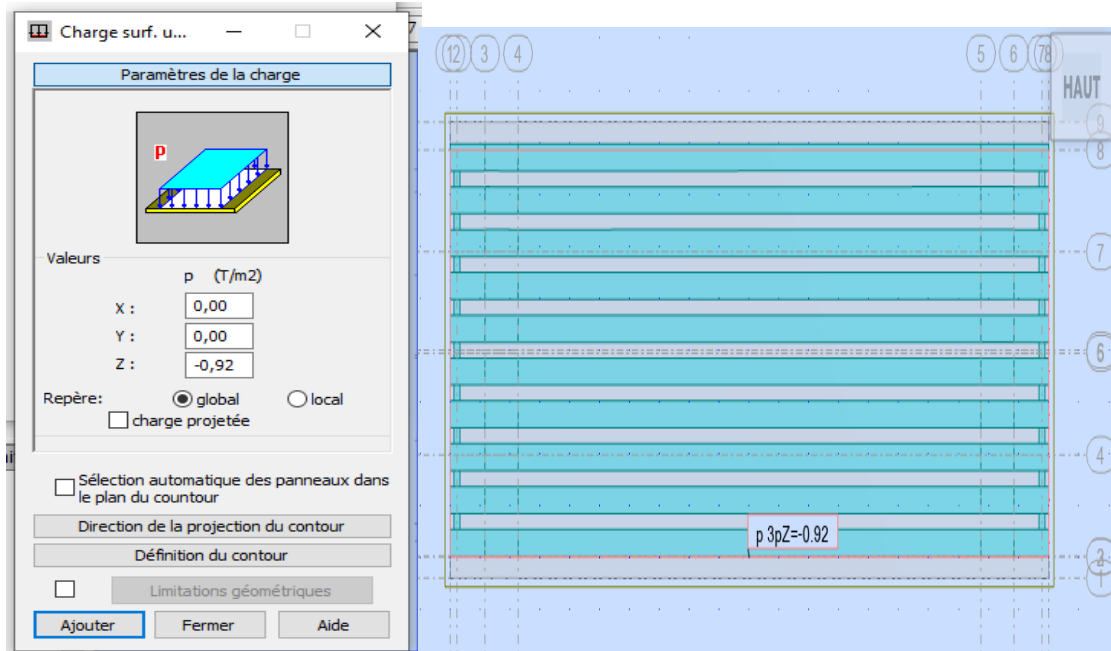 Charge surf. u...
Paramètres de la charge
p
Valeurs
p (T/m2)
X : 0,00
Y : 0,00
Z : -0,92
Repère: global local
charge projetée
Sélection automatique des panneaux dans
le plan du countour
Direction de la projection du contour
Définition du contour
Limitations géométriques
Ajouter Fermer Aide
12 3 4 5 6 78
HAUT
9
8
7
6
4
p 3pZ=-0.92
2
1